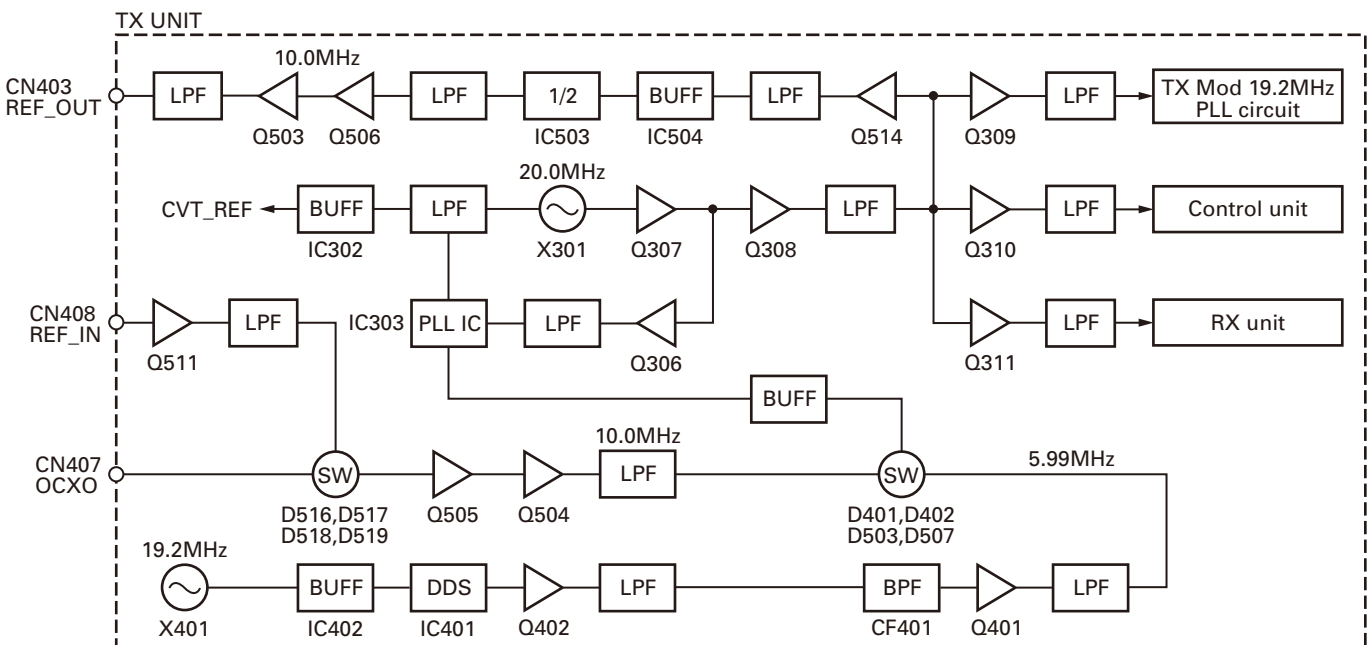 TX UNIT
CN403
REF_OUT
LPF
10.0MHz
Q503
Q506
LPF
1/2
IC503
BUFF
IC504
LPF
Q514
Q309
LPF
TX Mod 19.2MHz
PLL circuit
CVT_REF
BUFF
IC302
LPF
20.0MHz
X301
Q307
Q308
LPF
Q310
LPF
Control unit
CN408
REF_IN
Q511
LPF
IC303
PLL IC
LPF
Q306
Q311
LPF
RX unit
BUFF
CN407
OCXO
SW
D516,D517
D518,D519
Q505
Q504
10.0MHz
LPF
SW
D401,D402
D503,D507
5.99MHz
19.2MHz
X401
BUFF
IC402
DDS
IC401
Q402
LPF
BPF
CF401
Q401
LPF